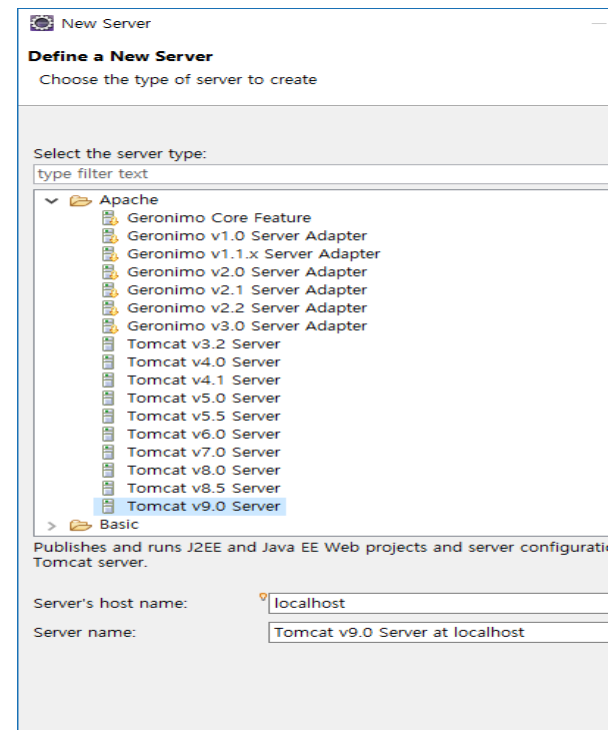 New Server
Define a New Server
Choose the type of server to create
Select the server type:
type filter text
Apache
Geronimo Core Feature
Geronimo v1.0 Server Adapter
Geronimo v1.1.x Server Adapter
Geronimo v2.0 Server Adapter
Geronimo v2.1 Server Adapter
Geronimo v2.2 Server Adapter
Geronimo v3.0 Server Adapter
Tomcat v3.2 Server
Tomcat v4.0 Server
Tomcat v4.1 Server
Tomcat v5.0 Server
Tomcat v5.5 Server
Tomcat v6.0 Server
Tomcat v7.0 Server
Tomcat v8.0 Server
Tomcat v8.5 Server
Tomcat v9.0 Server
Basic
Publishes and runs J2EE and Java EE Web projects and server
Tomcat server.
Server's host name: localhost
Server name: Tomcat v9.0 Server at localhost